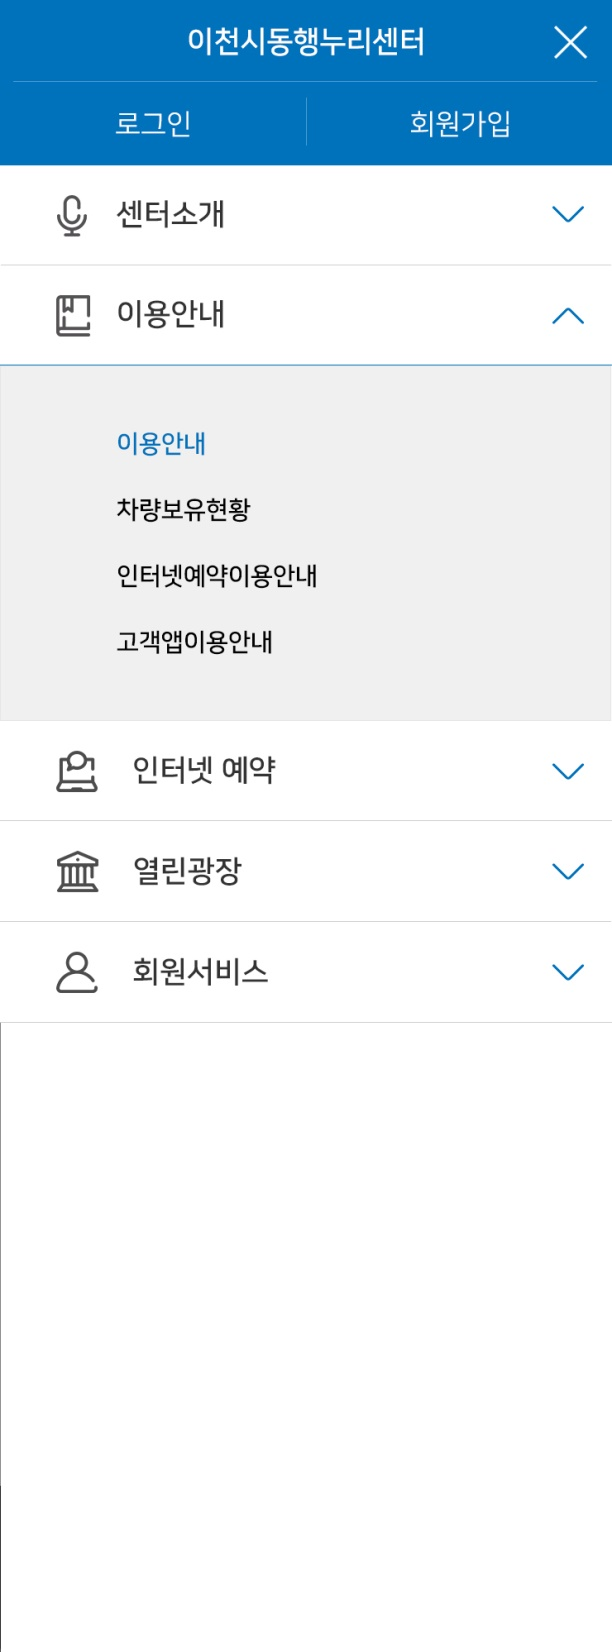 이천시동행누리센터
로그인 회원가입
센터소개
이용안내
이용안내
차량보유현황
인터넷예약이용안내
고객앱이용안내
인터넷 예약
열린광장
회원서비스